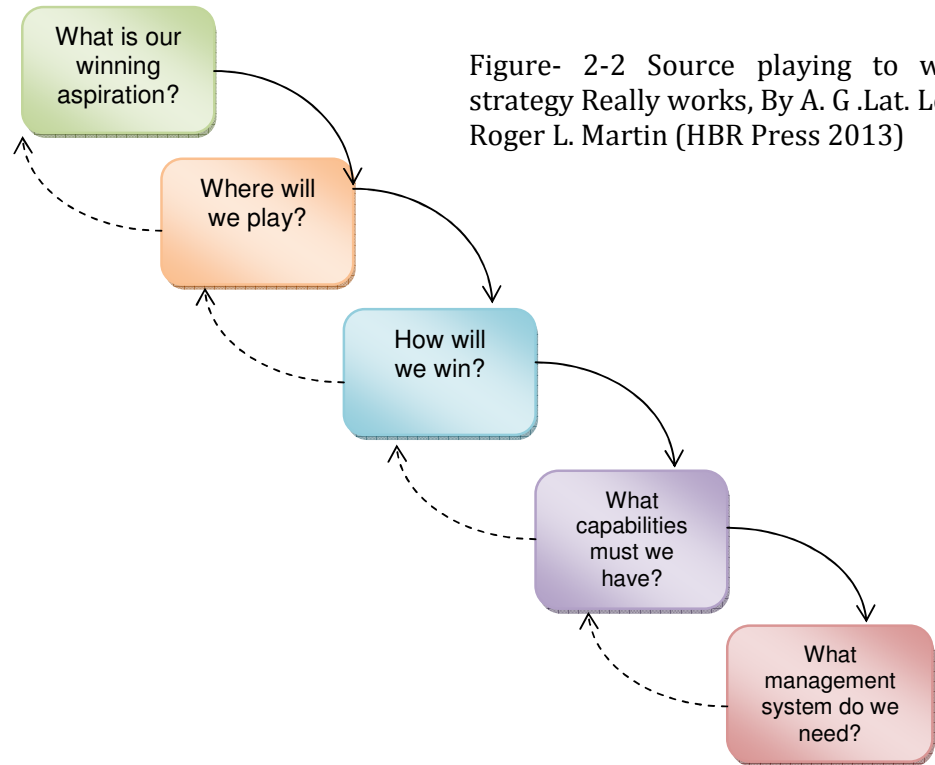 What is our
winning
aspiration?
Figure- 2-2 Source playing to
strategy Really works, By A. G .Lat.
Roger L. Martin (HBR Press 2013)
Where will
we play?
How will
we win?
What
capabilities
must we
have?
What
management
system do we
need?